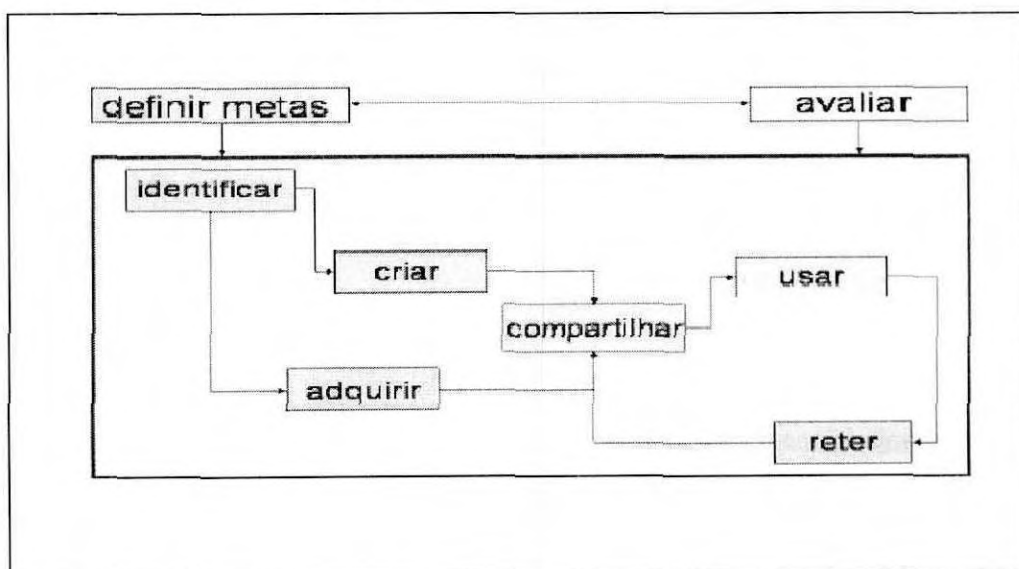 definir metas
avaliar
identificar
criar
usar
compartilhar
adquirir
reter